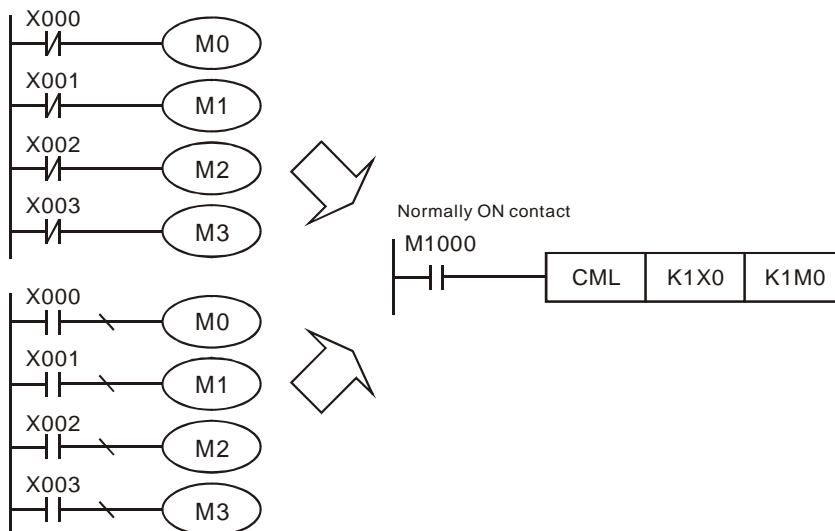 X000
M0
X001
M1
X002
M2
X003
M3
Normally ON contact
M1000
CML K1X0 K1M0
X000
M0
X001
M1
X002
M2
X003
M3